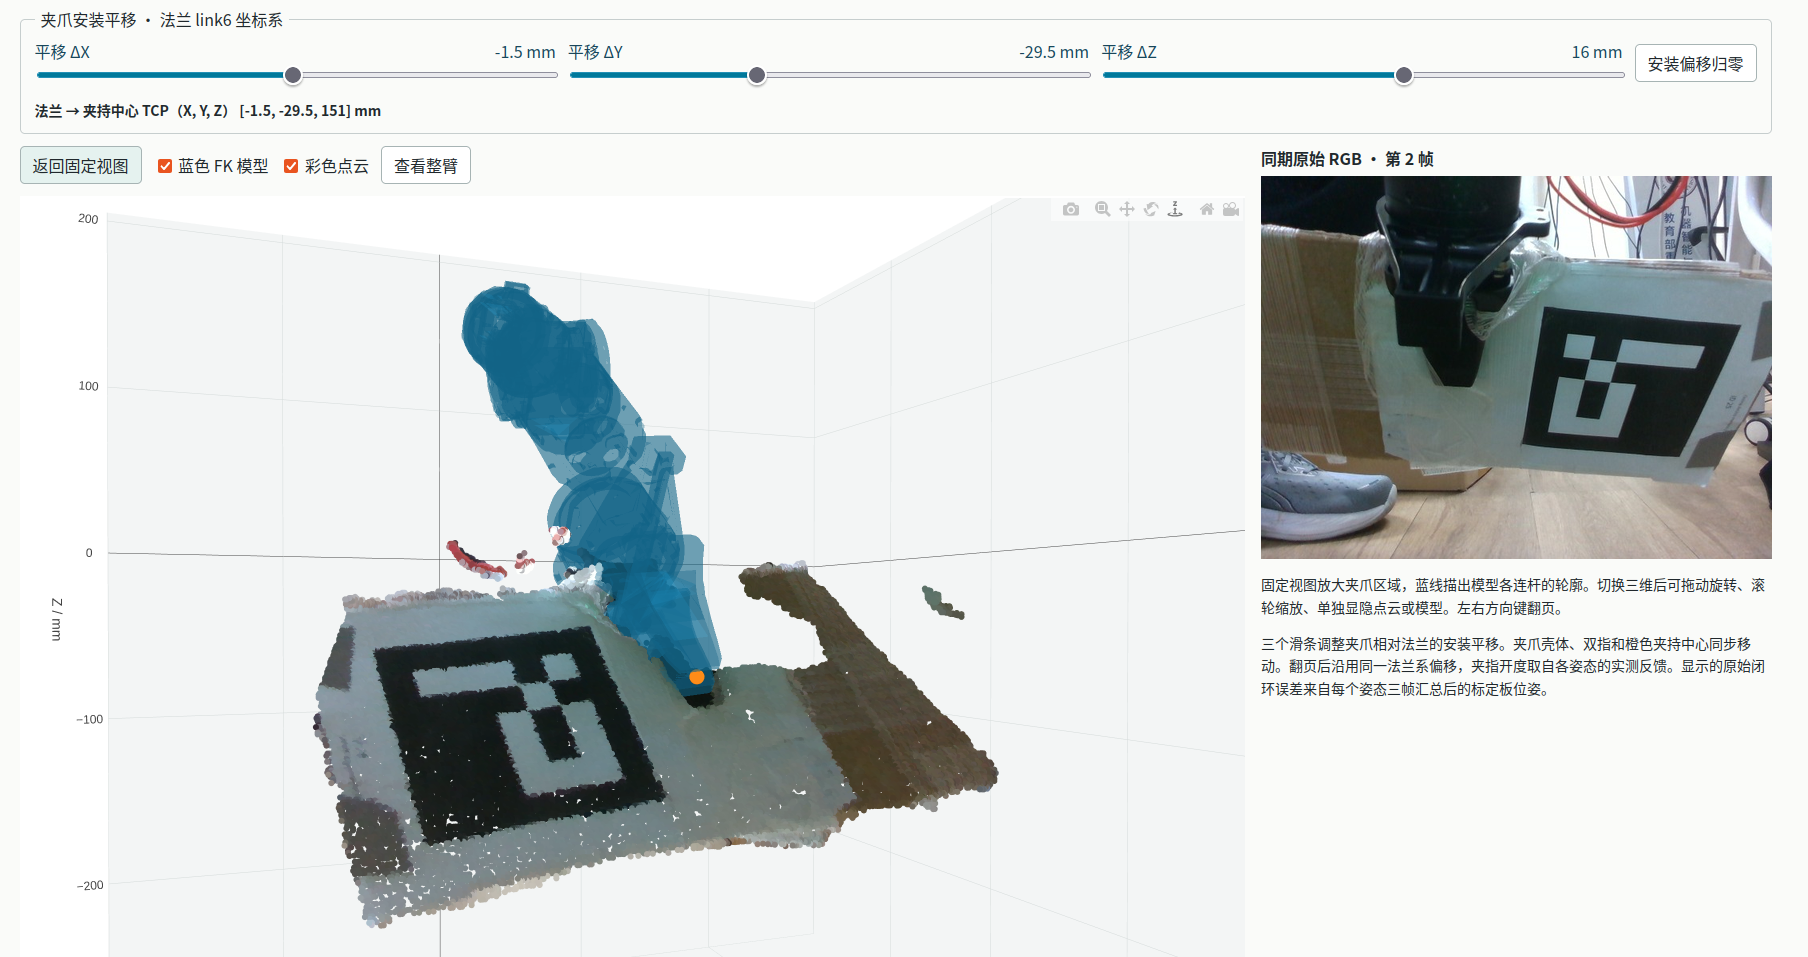 夹爪安装平移 · 法兰 link6 坐标系
平移 ΔX
-1.5 mm
平移 ΔY
-29.5 mm
平移 ΔZ
16 mm
安装偏移归零
法兰 → 夹持中心 TCP（X, Y, Z） [-1.5, -29.5, 151] mm
返回固定视图
蓝色 FK 模型
彩色点云
查看整臂
同期原始 RGB · 第 2 帧
200
100
0
−100
−200
Z / mm
z
机器智能
教育部
固定视图放大夹爪区域，蓝线描出模型各连杆的轮廓。切换三维后可拖动旋转、滚
轮缩放、单独显隐点云或模型。左右方向键翻页。
三个滑条调整夹爪相对法兰的安装平移。夹爪壳体、双指和橙色夹持中心同步移
动。翻页后沿用同一法兰系偏移，夹指开度取自各姿态的实测反馈。显示的原始闭
环误差来自每个姿态三帧汇总后的标定板位姿。